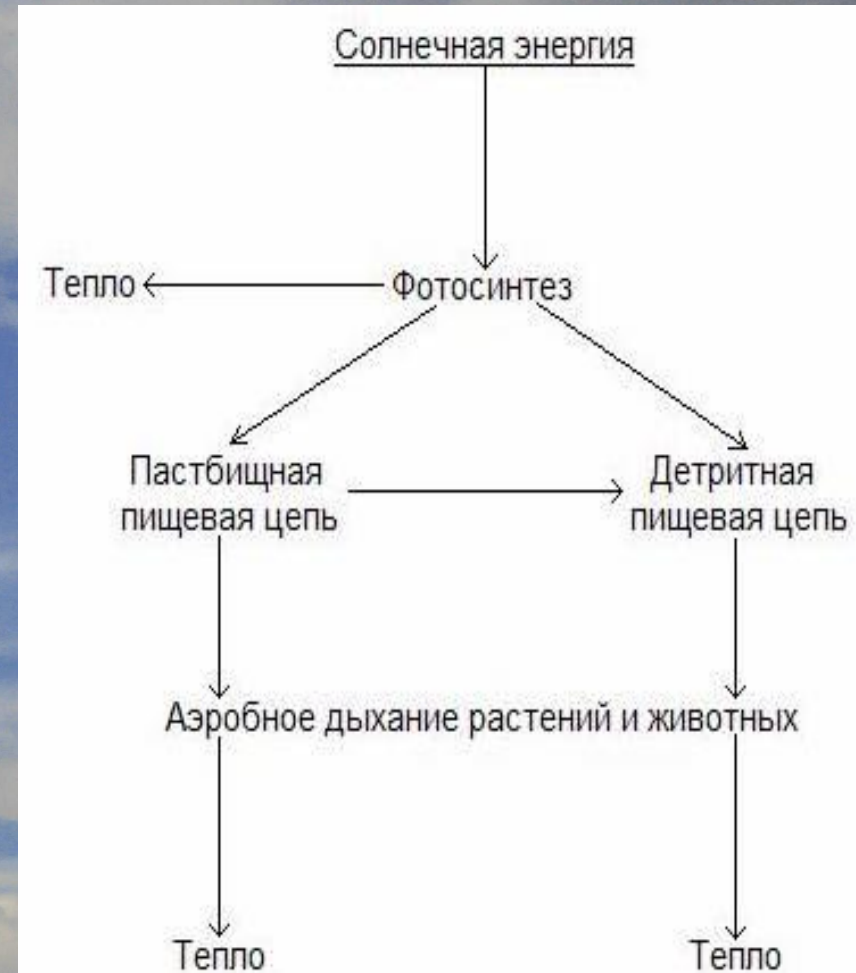 Солнечная энергия
Тепло
Фотосинтез
Пастбищная
пищевая цепь
Детритная
пищевая цепь
Аэробное дыхание растений и животных
Тепло
Тепло